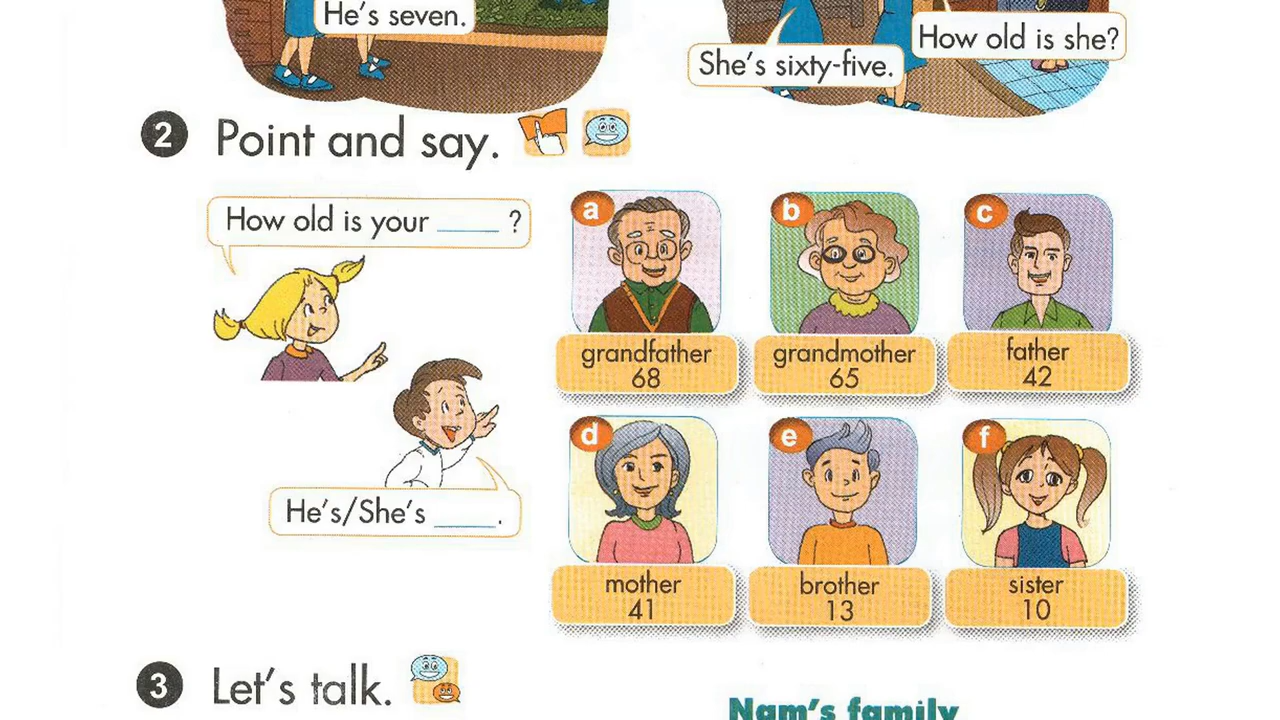 He's seven.
How old is she?
She's sixty-five.
2 Point and say.
How old is your ____ ?
He's/She's ____ .
a
grandfather
68
b
grandmother
65
c
father
42
d
mother
41
e
brother
13
f
sister
10
3 Let's talk.
Nam's family